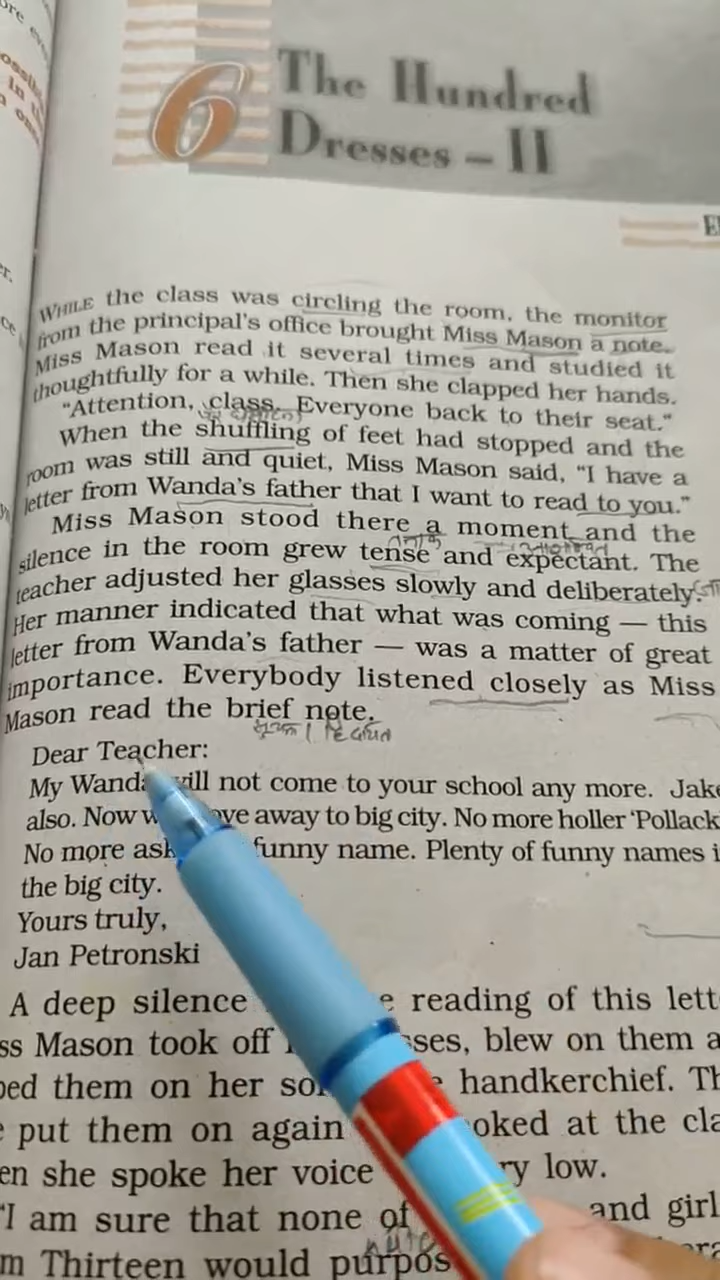 6
The Hundred
Dresses – II
WHILE the class was circling the room, the monitor
from the principal's office brought Miss Mason a note.
Miss Mason read it several times and studied it
thoughtfully for a while. Then she clapped her hands.
"Attention, class. Everyone back to their seat."
When the shuffling of feet had stopped and the
room was still and quiet, Miss Mason said, "I have a
letter from Wanda's father that I want to read to you."
Miss Mason stood there a moment and the
silence in the room grew tense and expectant. The
teacher adjusted her glasses slowly and deliberately.
Her manner indicated that what was coming — this
letter from Wanda's father — was a matter of great
importance. Everybody listened closely as Miss
Mason read the brief note.
Dear Teacher:
My Wanda will not come to your school any more. Jake
also. Now we move away to big city. No more holler 'Pollack
No more ask funny name. Plenty of funny names i
the big city.
Yours truly,
Jan Petronski
A deep silence reading of this lett
ss Mason took off sses, blew on them a
ped them on her so handkerchief. Th
put them on again ooked at the cla
en she spoke her voice ry low.
"I am sure that none of and girl
m Thirteen would purpos